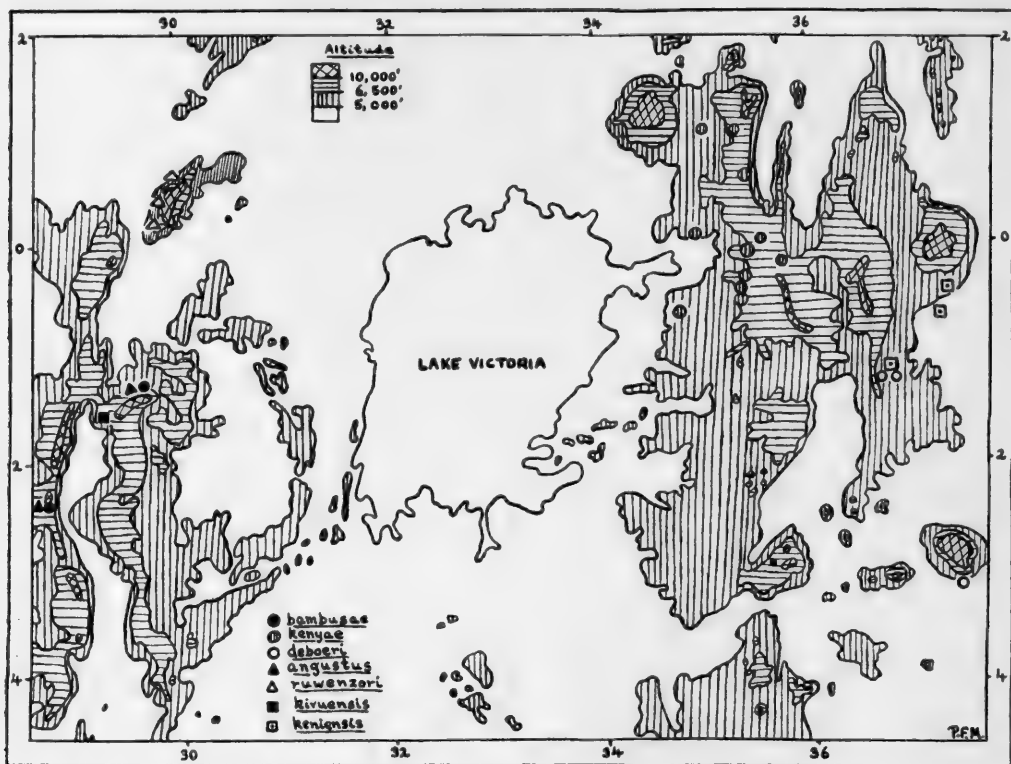 30 32 34 36
2 2
Altitude
10,000'
6,500'
5,000'
0 0
LAKE VICTORIA
2 2
bambusae
kenyae
deboeri
angustus
ruwenzori
kivuensis
keniensis
4 4
P.F.M.
30 32 34 36